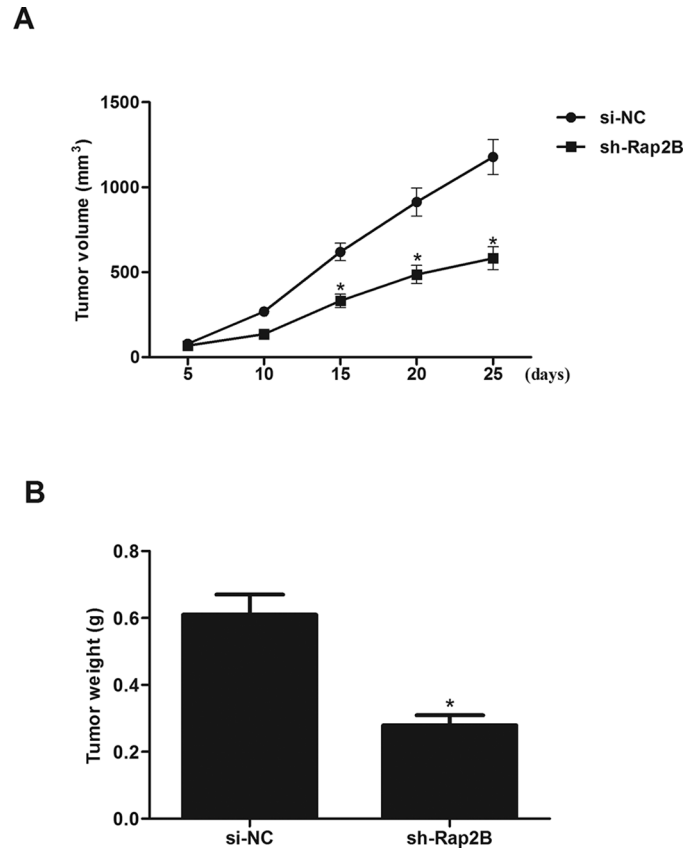 A
1500
1000
500
0
Tumor volume (mm³)
5 10 15 20 25 (days)
si-NC
sh-Rap2B
*
*
*
B
0.8
0.6
0.4
0.2
0.0
Tumor weight (g)
*
si-NC sh-Rap2B